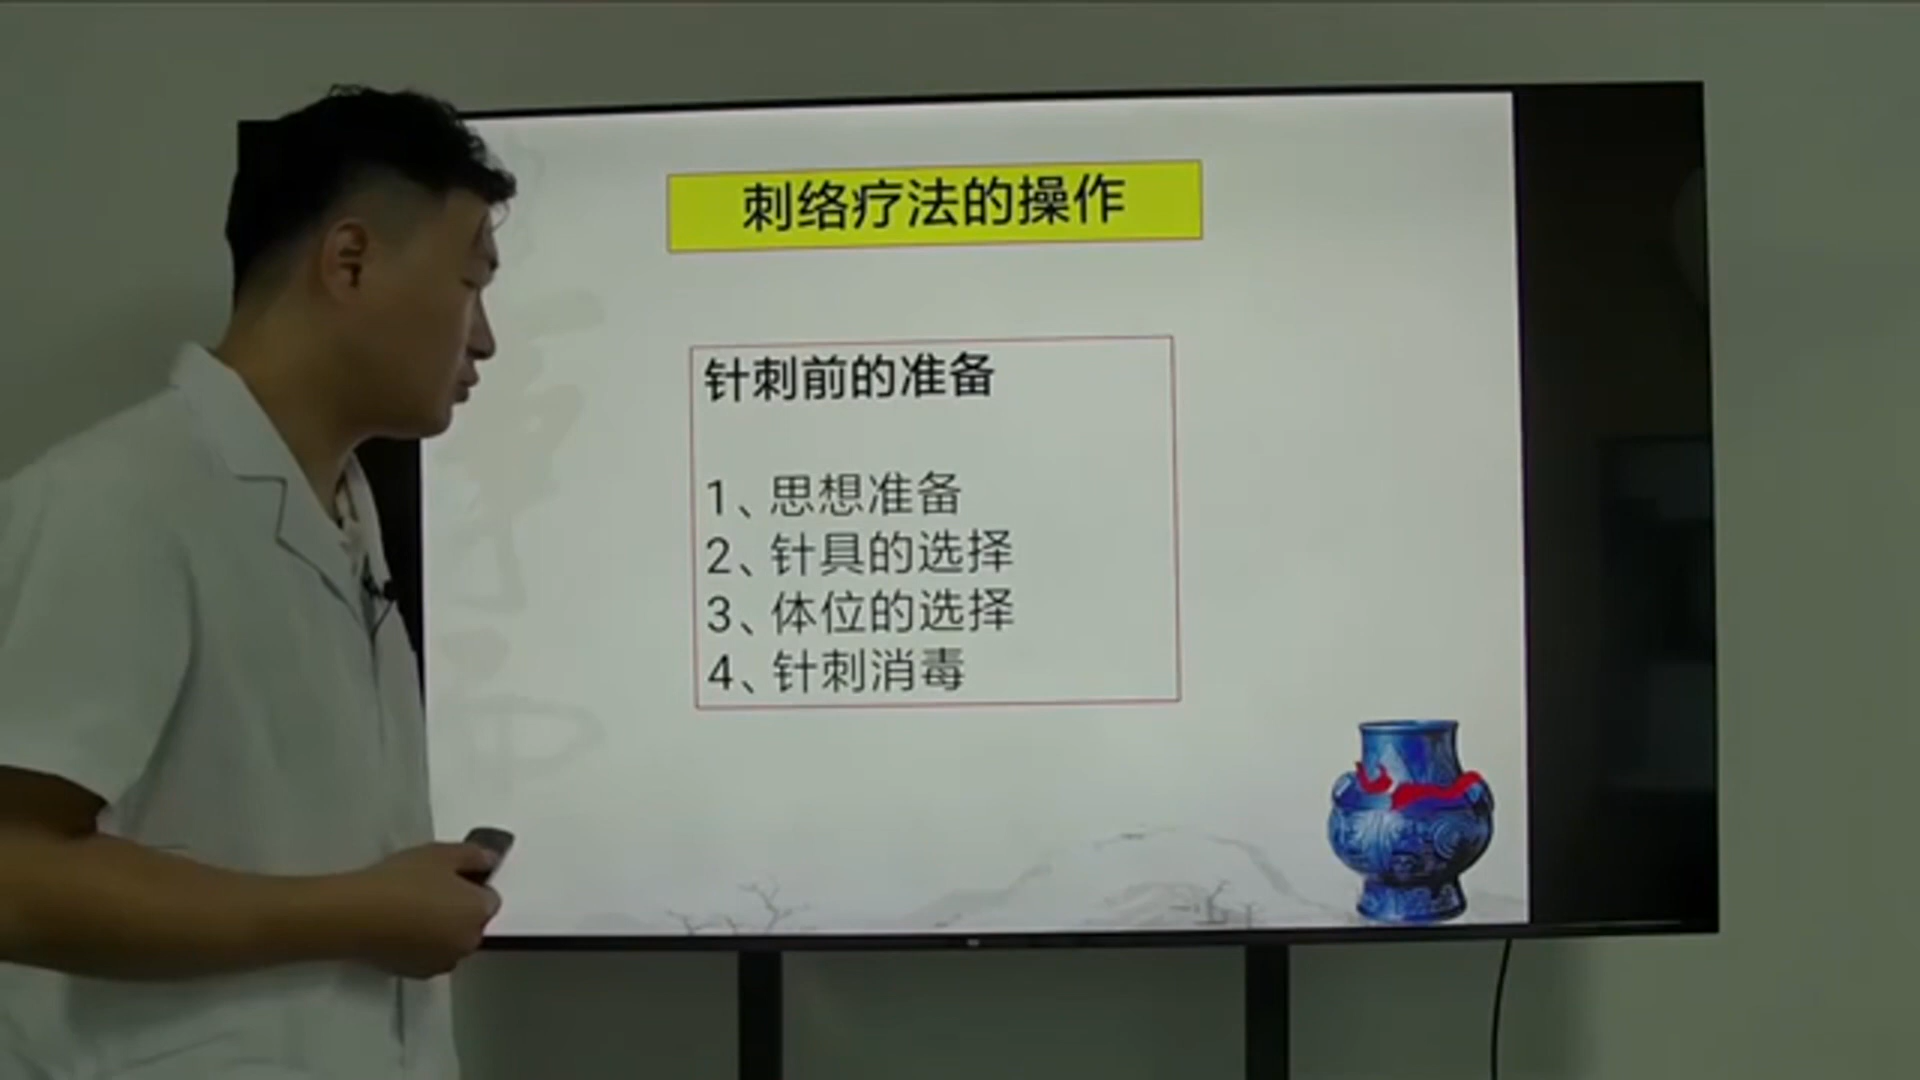 刺络疗法的操作
针刺前的准备
1、思想准备
2、针具的选择
3、体位的选择
4、针刺消毒